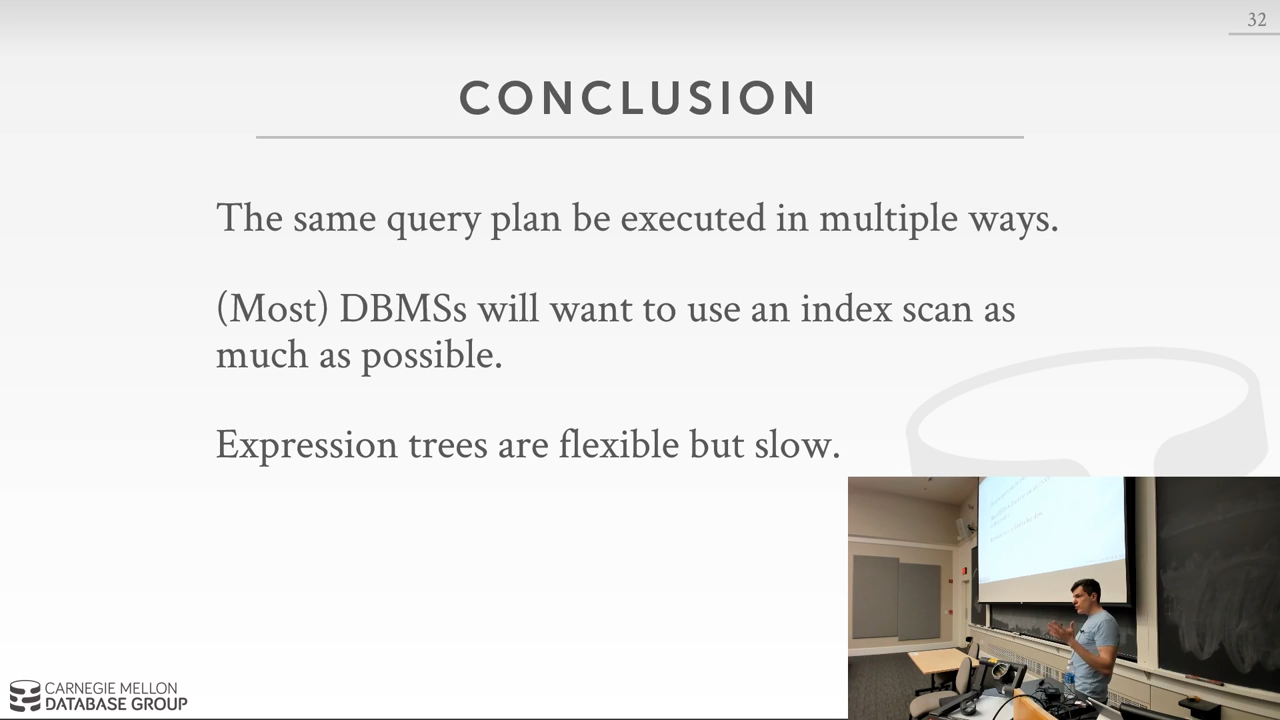 32
CONCLUSION
The same query plan be executed in multiple ways.
(Most) DBMSs will want to use an index scan as
much as possible.
Expression trees are flexible but slow.
CARNEGIE MELLON
DATABASE GROUP